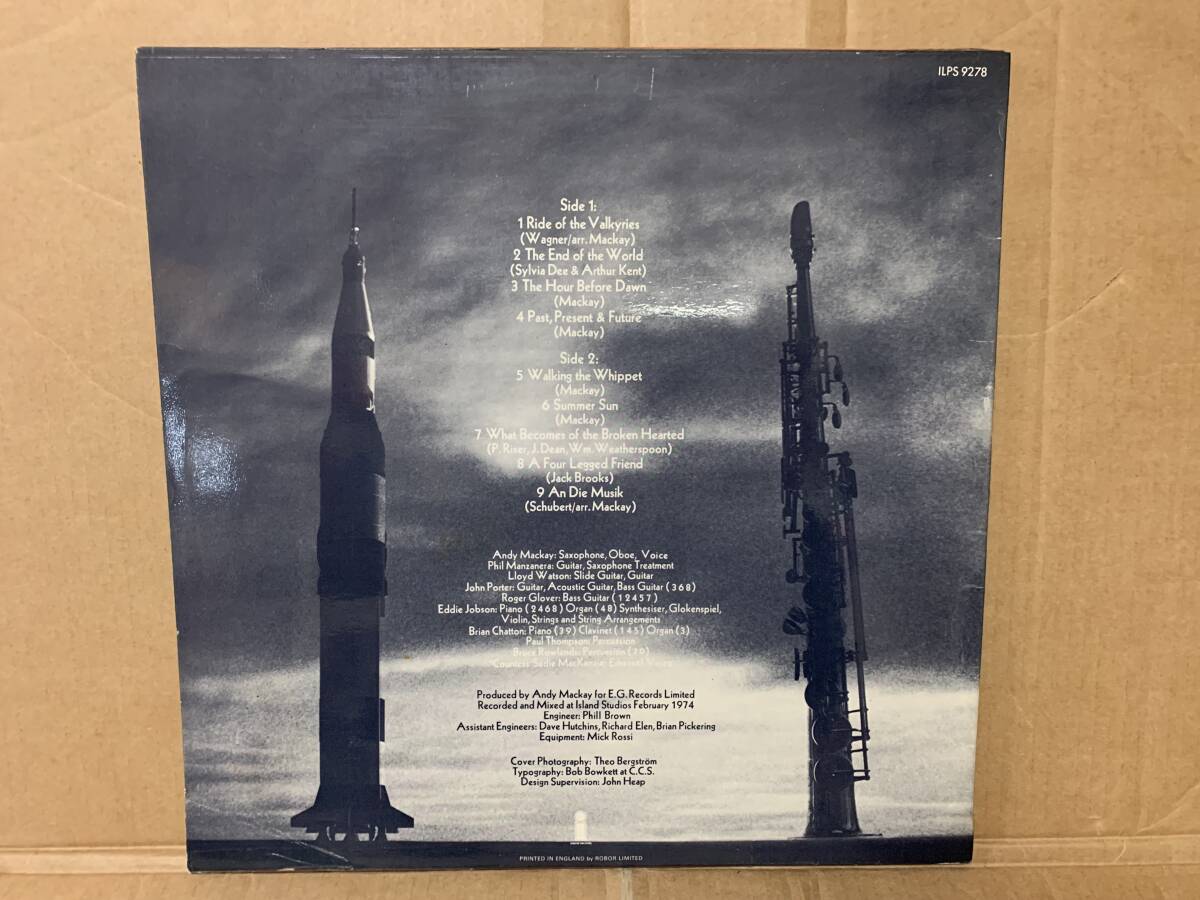 ILPS 9278
Side 1:
1 Ride of the Valkyries
(Wagner/arr. Mackay)
2 The End of the World
(Sylvia Dee & Arthur Kent)
3 The Hour Before Dawn
(Mackay)
4 Past, Present & Future
(Mackay)
Side 2:
5 Walking the Whippet
(Mackay)
6 Summer Sun
(Mackay)
7 What Becomes of the Broken Hearted
(P. Riser, J. Dean, Wm. Weatherspoon)
8 A Four Legged Friend
(Jack Brooks)
9 An Die Musik
(Schubert/arr. Mackay)
Andy Mackay: Saxophone, Oboe, Voice
Phil Manzanera: Guitar, Saxophone Treatment
Lloyd Watson: Slide Guitar, Guitar
John Porter: Guitar, Acoustic Guitar, Bass Guitar (368)
Roger Glover: Bass Guitar (12457)
Eddie Jobson: Piano (2468) Organ (48) Synthesiser, Glokenspiel,
Violin, Strings and String Arrangements
Brian Chatton: Piano (39) Clavinet (145) Organ (3)
Paul Thompson: Percussion
Bruce Rowlands: Percussion (20)
Countess Sadie MacKenzie: Voice
Produced by Andy Mackay for E.G. Records Limited
Recorded and Mixed at Island Studios February 1974
Engineer: Phill Brown
Assistant Engineers: Dave Hutchins, Richard Elen, Brian Pickering
Equipment: Mick Rossi
Cover Photography: Theo Bergström
Typography: Bob Bowkett at C.C.S.
Design Supervision: John Heap
PRINTED IN ENGLAND by ROBOR LIMITED